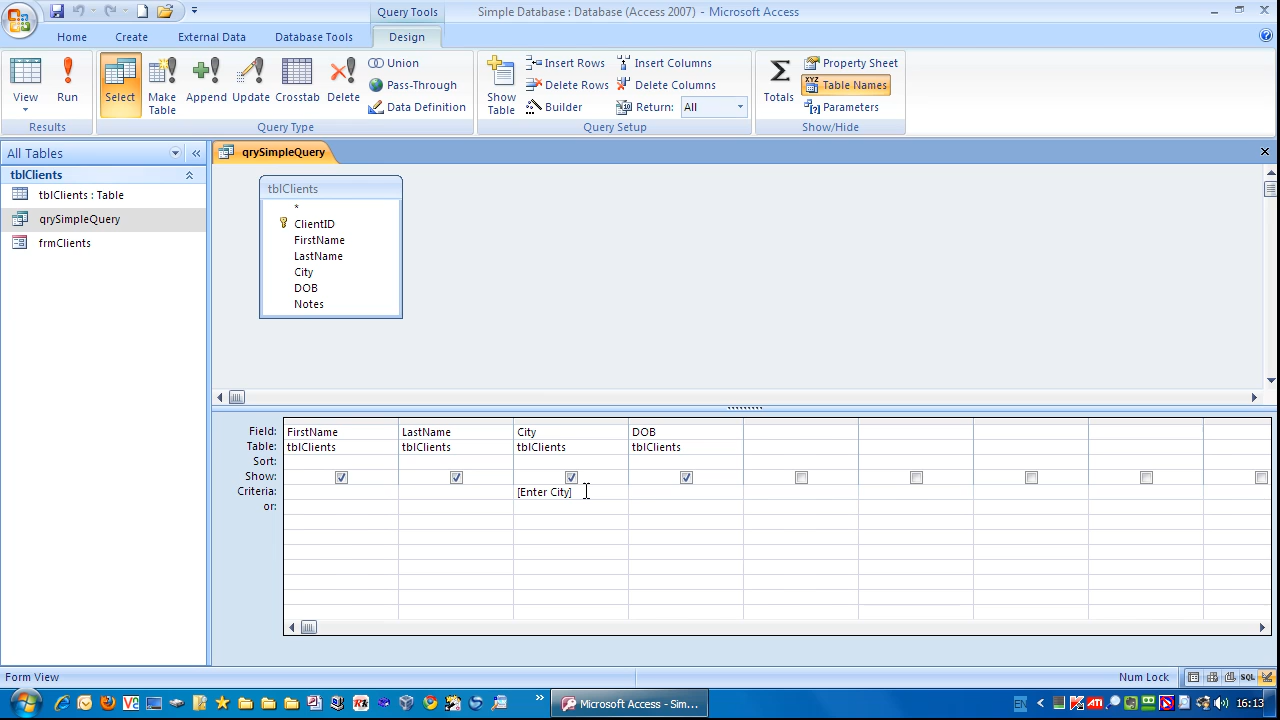 Query Tools
Simple Database : Database (Access 2007) - Microsoft Access
Home Create External Data Database Tools Design
View Run
Results
Select Make Table Append Update Crosstab Delete
Union
Pass-Through
Data Definition
Query Type
Show Table
Insert Rows
Delete Rows
Builder
Insert Columns
Delete Columns
Return: All
Query Setup
Totals
Property Sheet
XYZ Table Names
Parameters
Show/Hide
All Tables
tblClients
tblClients : Table
qrySimpleQuery
frmClients
qrySimpleQuery
tblClients
*
ClientID
FirstName
LastName
City
DOB
Notes
Field: FirstName LastName City DOB
Table: tblClients tblClients tblClients tblClients
Sort:
Show:
Criteria: [Enter City]
or:
Form View
Num Lock
SQL
Microsoft Access - Sim...
EN
16:13